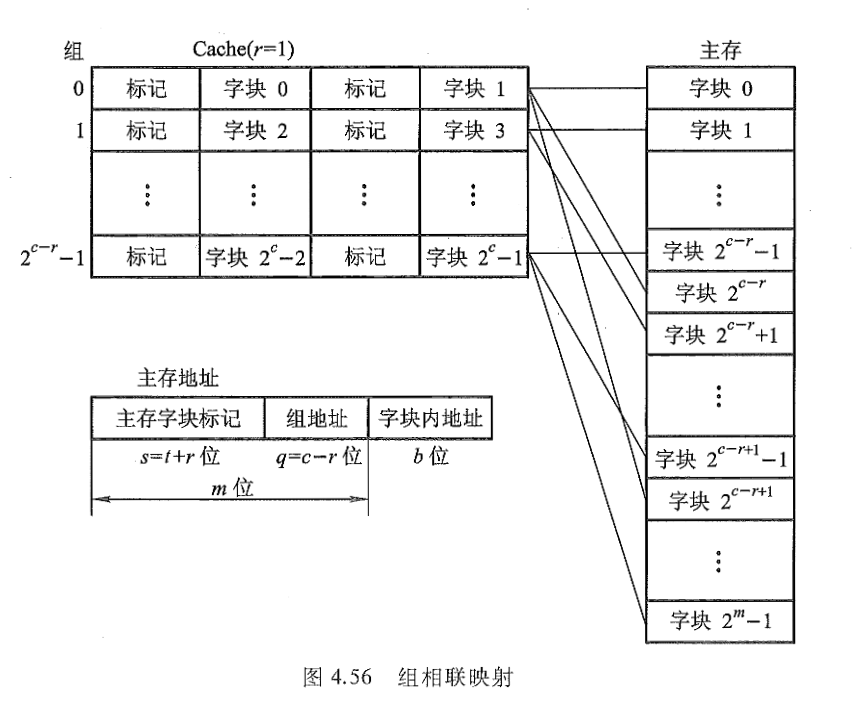 组 Cache(r=1) 主存
0 标记 字块 0 标记 字块 1 字块 0
1 标记 字块 2 标记 字块 3 字块 1
⋮ ⋮ ⋮ ⋮ ⋮
2^{c-r}-1 标记 字块 2^c-2 标记 字块 2^c-1 字块 2^{c-r}-1
字块 2^{c-r}
字块 2^{c-r}+1
⋮
字块 2^{c-r+1}-1
字块 2^{c-r+1}
⋮
字块 2^m-1
主存地址
主存字块标记 组地址 字块内地址
s=t+r 位 q=c-r 位 b 位
m 位
图 4.56 组相联映射